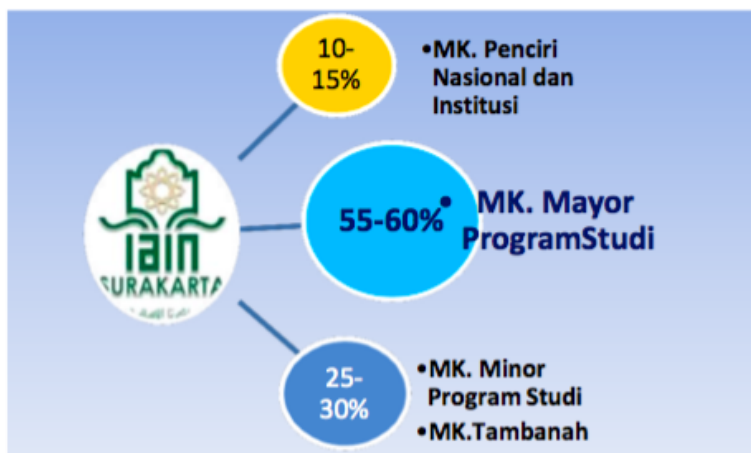 10-
15%
•MK. Penciri
Nasional dan
Institusi
iain
SURAKARTA
55-60%
• MK. Mayor
ProgramStudi
25-
30%
•MK. Minor
Program Studi
•MK.Tambanah